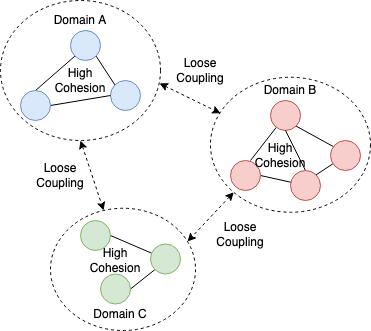 Domain A
High
Cohesion
Loose
Coupling
Domain B
High
Cohesion
Loose
Coupling
Loose
Coupling
High
Cohesion
Domain C